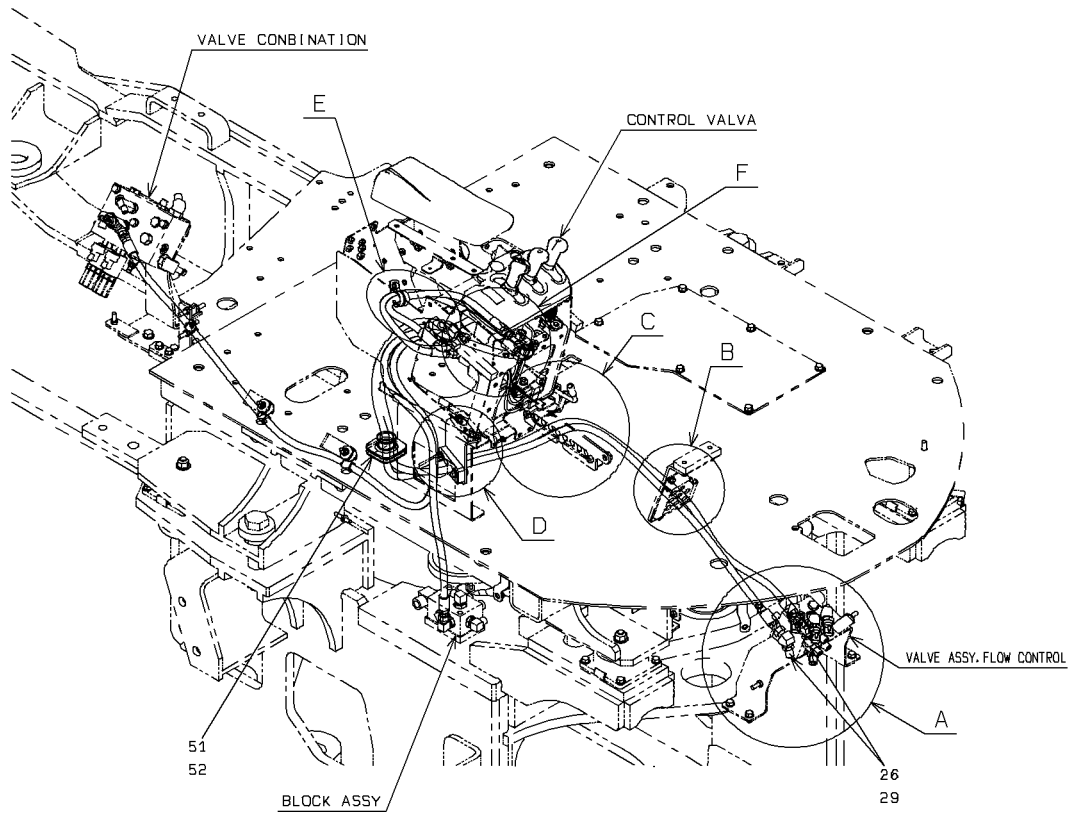 VALVE CONBINATION
E
CONTROL VALVA
F
C
B
D
VALVE ASSY.FLOW CONTROL
A
51
52
26
29
BLOCK ASSY